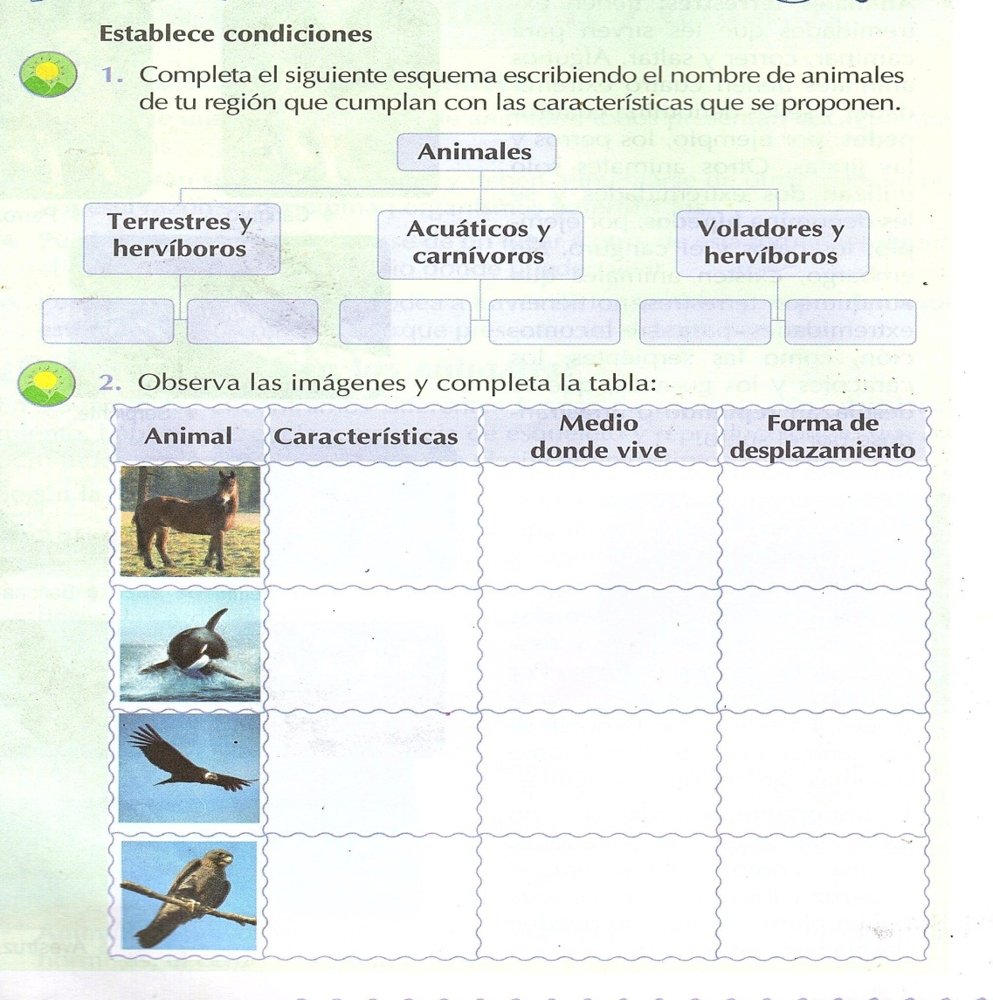 Establece condiciones
1. Completa el siguiente esquema escribiendo el nombre de animales
de tu región que cumplan con las características que se proponen.
Animales
Terrestres y
hervíboros
Acuáticos y
carnívoros
Voladores y
hervíboros
2. Observa las imágenes y completa la tabla:
Animal
Características
Medio
donde vive
Forma de
desplazamiento